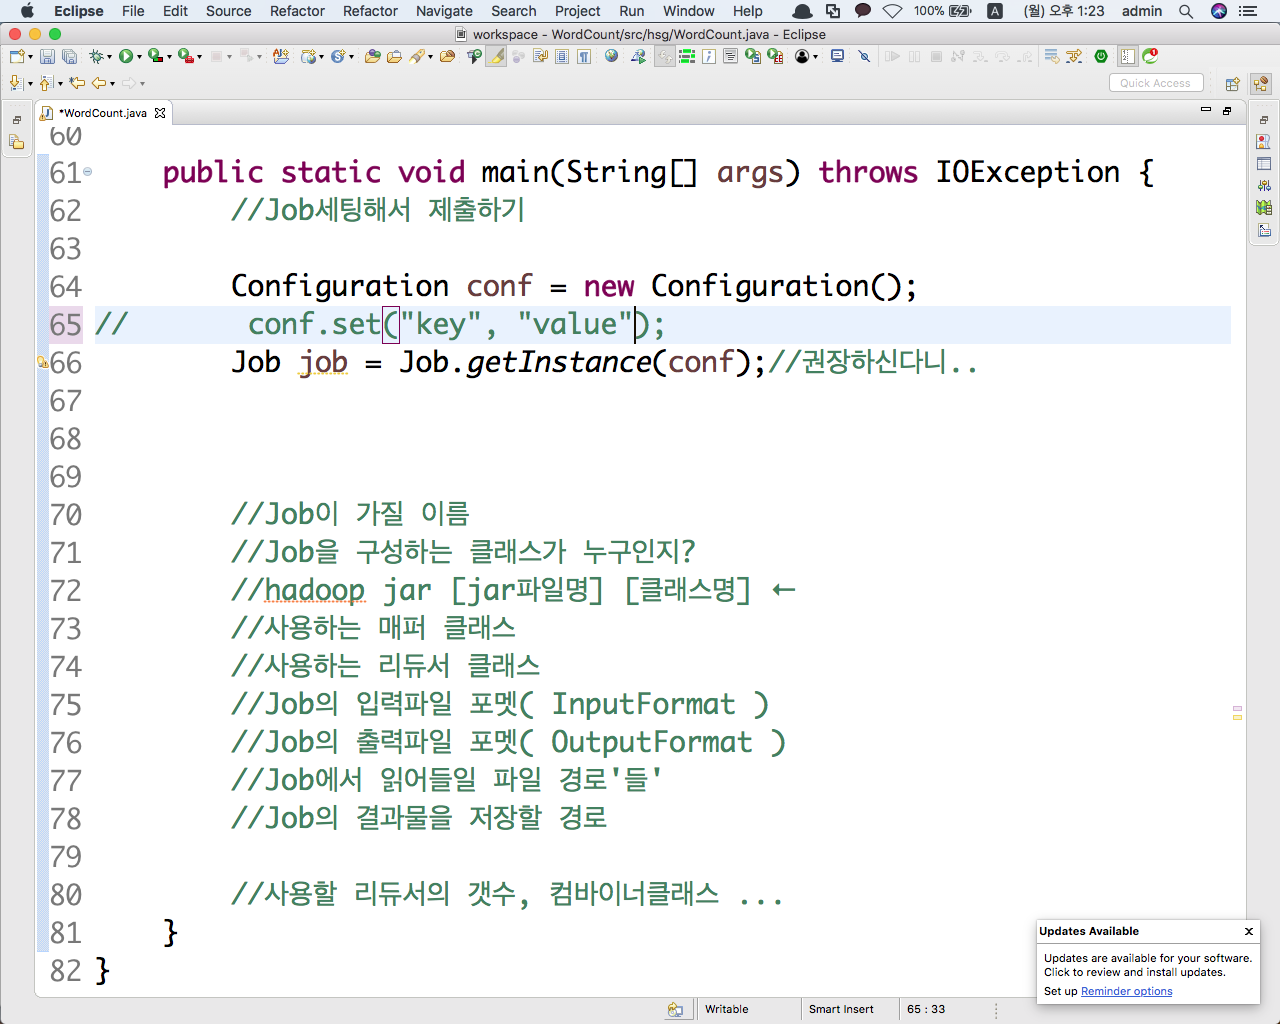 Eclipse File Edit Source Refactor Refactor Navigate Search Project Run Window Help 100% A (월) 오후 1:23 admin
workspace - WordCount/src/hsg/WordCount.java - Eclipse
Quick Access
*WordCount.java
60
61 public static void main(String[] args) throws IOException {
62 //Job세팅해서 제출하기
63
64 Configuration conf = new Configuration();
65 // conf.set("key", "value");
66 Job job = Job.getInstance(conf);//권장하신다니..
67
68
69
70 //Job이 가질 이름
71 //Job을 구성하는 클래스가 누구인지?
72 //hadoop jar [jar파일명] [클래스명] ←
73 //사용하는 매퍼 클래스
74 //사용하는 리듀서 클래스
75 //Job의 입력파일 포멧( InputFormat )
76 //Job의 출력파일 포멧( OutputFormat )
77 //Job에서 읽어들일 파일 경로'들'
78 //Job의 결과물을 저장할 경로
79
80 //사용할 리듀서의 갯수, 컴바이너클래스 ...
81 }
82 }
Updates Available
Updates are available for your software.
Click to review and install updates.
Set up Reminder options
Writable Smart Insert 65 : 33